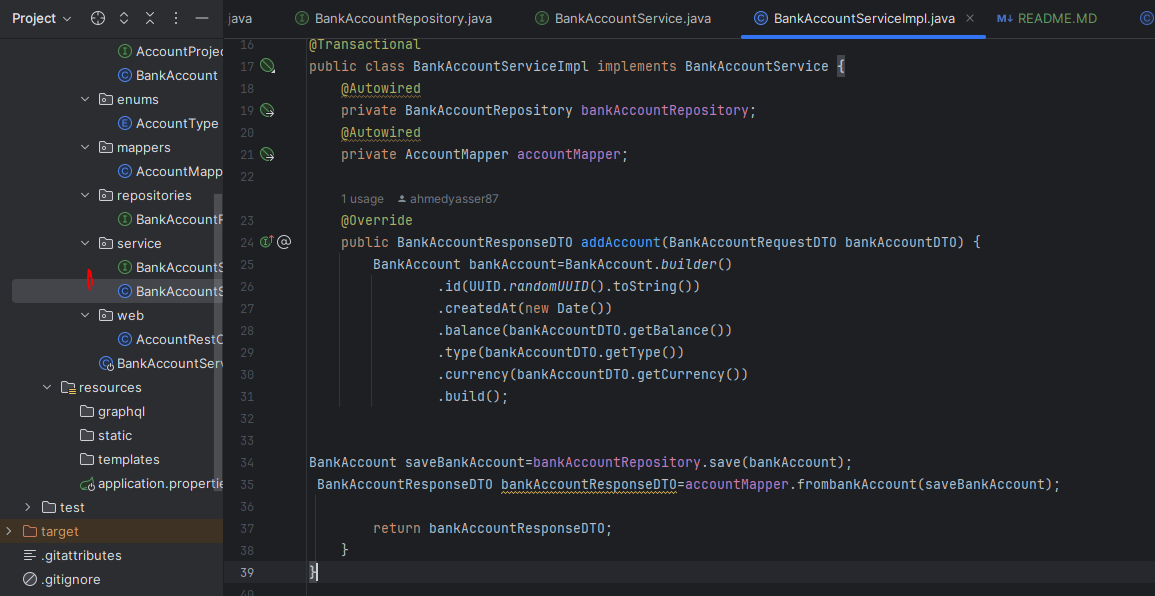 Project
java
BankAccountRepository.java
BankAccountService.java
BankAccountServiceImpl.java
README.MD
AccountProjec
BankAccount
enums
AccountType
mappers
AccountMapp
repositories
BankAccountR
service
BankAccountS
BankAccountS
web
AccountRestC
BankAccountServ
resources
graphql
static
templates
application.propertie
test
target
.gitattributes
.gitignore
16 @Transactional
17 public class BankAccountServiceImpl implements BankAccountService {
18 @Autowired
19 private BankAccountRepository bankAccountRepository;
20 @Autowired
21 private AccountMapper accountMapper;
22
1 usage ahmedyasser87
23 @Override
24 public BankAccountResponseDTO addAccount(BankAccountRequestDTO bankAccountDTO) {
25 BankAccount bankAccount=BankAccount.builder()
26 .id(UUID.randomUUID().toString())
27 .createdAt(new Date())
28 .balance(bankAccountDTO.getBalance())
29 .type(bankAccountDTO.getType())
30 .currency(bankAccountDTO.getCurrency())
31 .build();
32
33
34 BankAccount saveBankAccount=bankAccountRepository.save(bankAccount);
35 BankAccountResponseDTO bankAccountResponseDTO=accountMapper.frombankAccount(saveBankAccount);
36
37 return bankAccountResponseDTO;
38 }
39 }
40